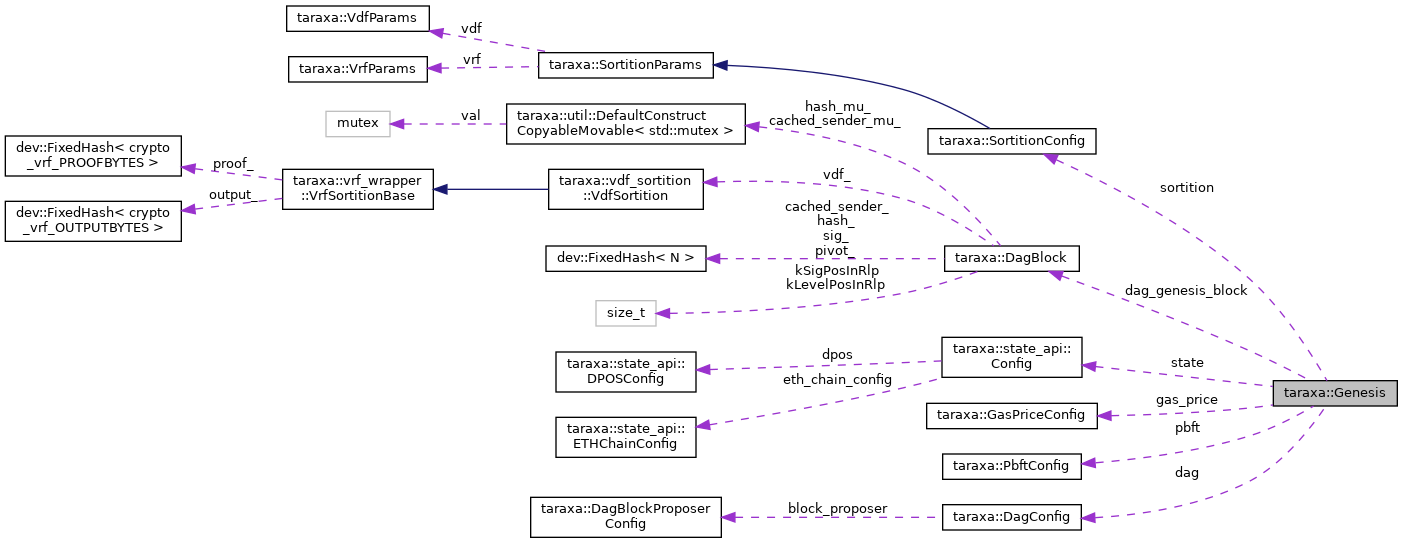 taraxa::VdfParams
vdf
taraxa::VrfParams
vrf
taraxa::SortitionParams
mutex
val
taraxa::util::DefaultConstruct
CopyableMovable< std::mutex >
hash_mu_
cached_sender_mu_
taraxa::SortitionConfig
dev::FixedHash< crypto
_vrf_PROOFBYTES >
proof_
taraxa::vrf_wrapper
::VrfSortitionBase
output_
dev::FixedHash< crypto
_vrf_OUTPUTBYTES >
taraxa::vdf_sortition
::VdfSortition
vdf_
sortition
cached_sender_
hash_
sig_
pivot_
dev::FixedHash< N >
taraxa::DagBlock
kSigPosInRlp
kLevelPosInRlp
size_t
dag_genesis_block
taraxa::state_api::
DPOSConfig
dpos
taraxa::state_api::
Config
state
eth_chain_config
taraxa::state_api::
ETHChainConfig
taraxa::Genesis
gas_price
taraxa::GasPriceConfig
pbft
taraxa::PbftConfig
dag
taraxa::DagBlockProposer
Config
block_proposer
taraxa::DagConfig